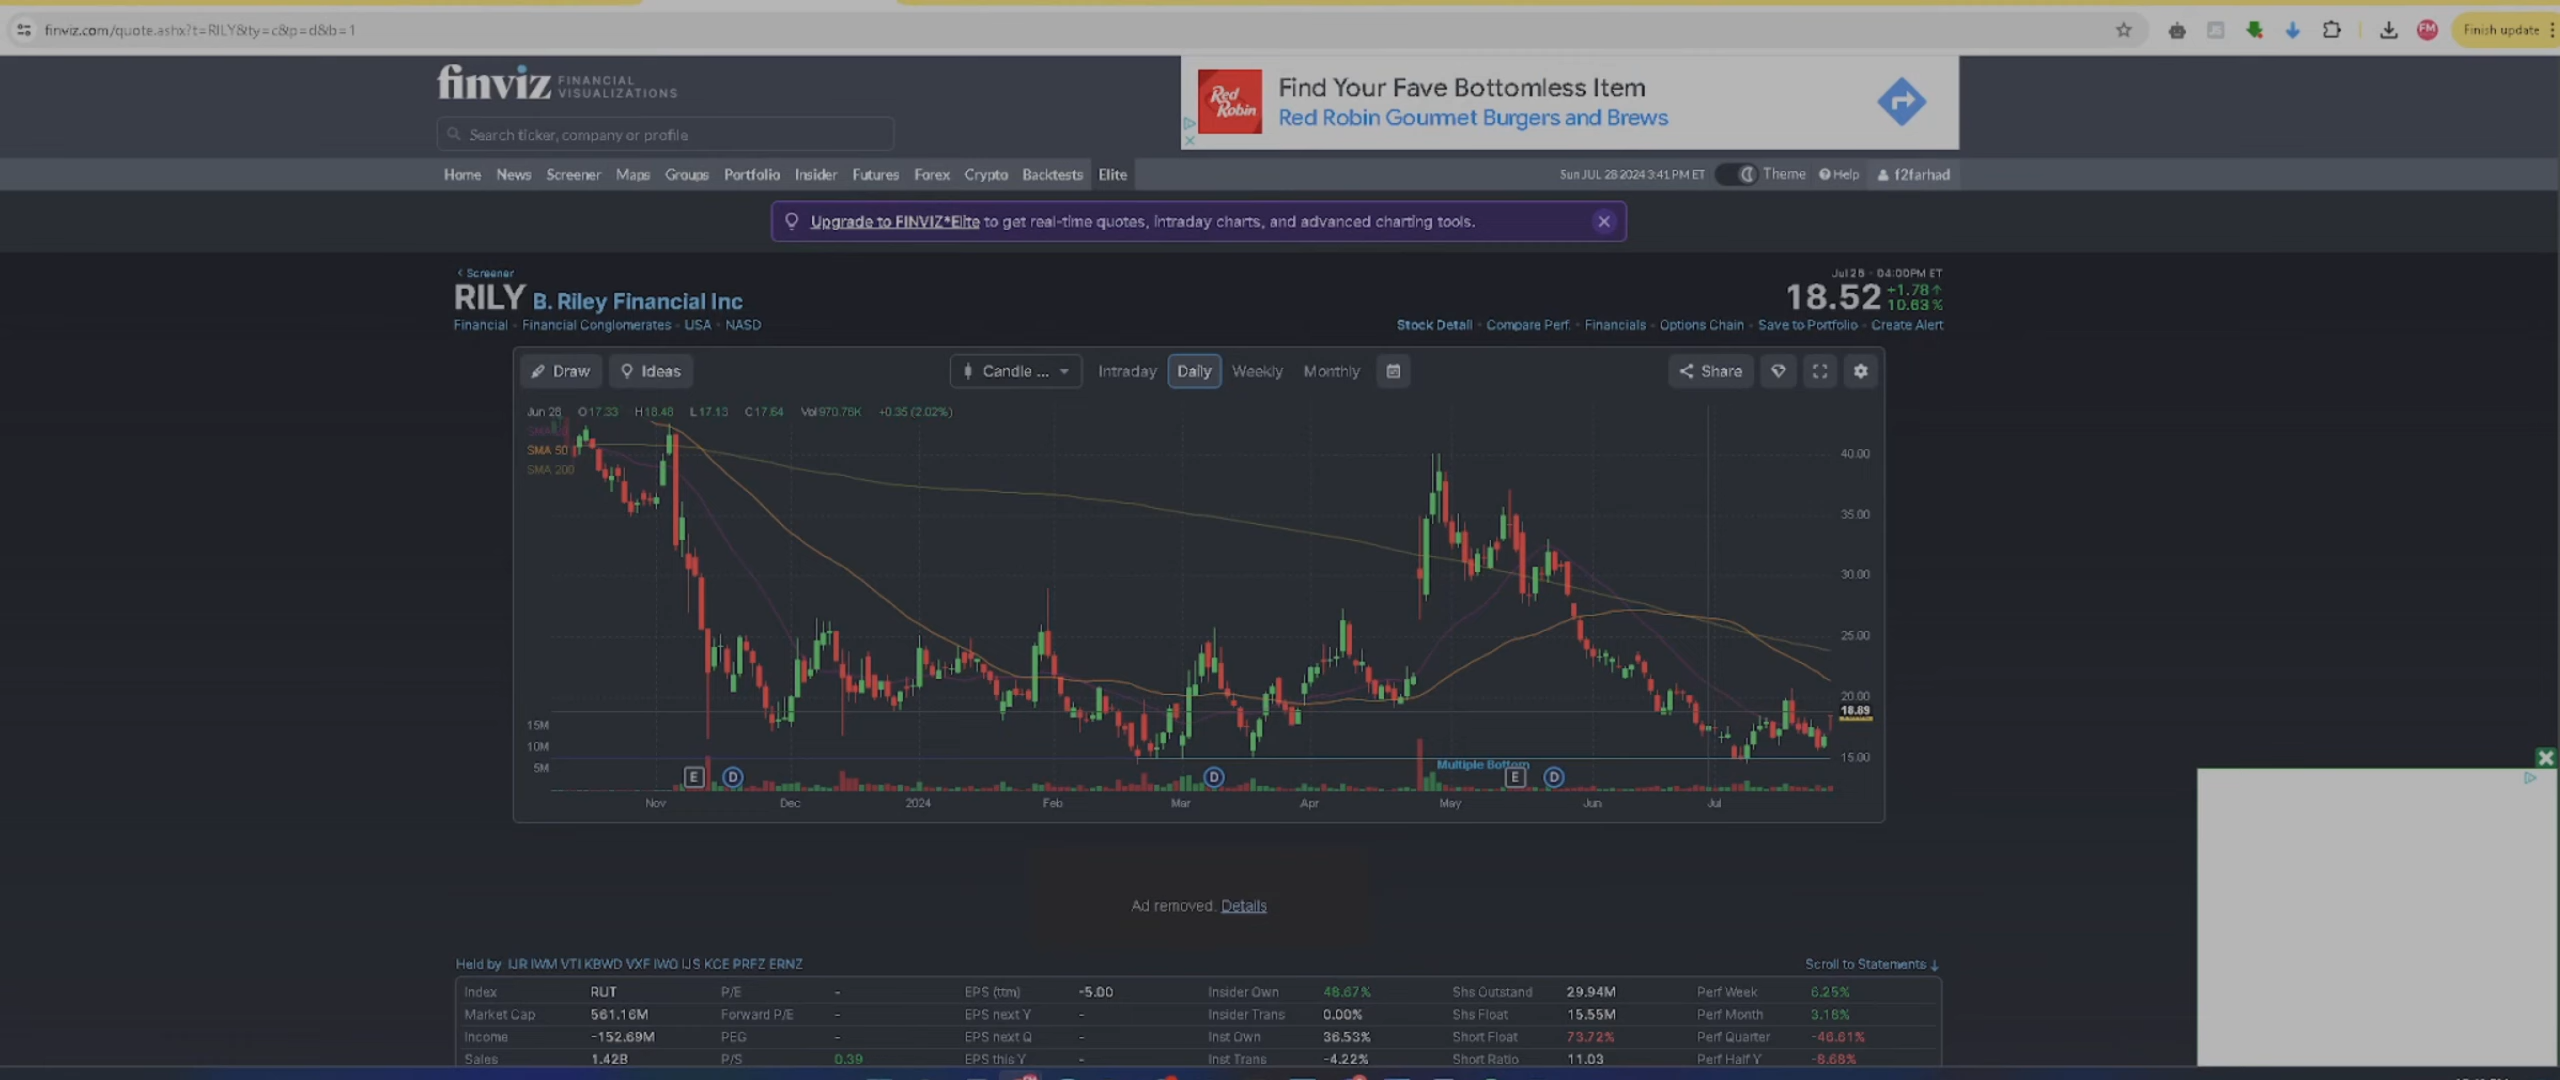 finviz.com/quote.ashx?t=RILY&ty=c&p=d&b=1
FM
Finish update
finviz FINANCIAL VISUALIZATIONS
Red Robin
Find Your Fave Bottomless Item
Red Robin Gourmet Burgers and Brews
Search ticker, company or profile
Home News Screener Maps Groups Portfolio Insider Futures Forex Crypto Backtests Elite
Sun JUL 28 2024 3:41 PM ET Theme Help f2farhad
Upgrade to FINVIZ*Elite to get real-time quotes, intraday charts, and advanced charting tools.
Screener
RILY B. Riley Financial Inc
Financial Financial Conglomerates USA NASD
04:00PM ET
18.52 +1.78 10.63%
Stock Detail Compare Perf. Financials Options Chain Save to Portfolio Create Alert
Draw Ideas Candle ... Intraday Daily Weekly Monthly Share
Jun 28 O17.33 H18.48 L17.13 C17.64 Vol970.78K +0.35 (2.02%)
SMA 50
SMA 200
40.00
35.00
30.00
25.00
20.00
18.89
15.00
15M
10M
5M
Multiple Bottom
E D D E D
Nov Dec 2024 Feb Mar Apr May Jun Jul
Ad removed. Details
Held by IJR IWM VTI KBWD VXF IWO IJS KCE PRFZ ERNZ
Scroll to Statements
Index RUT P/E - EPS (ttm) -5.00 Insider Own 48.67% Shs Outstand 29.94M Perf Week 6.25%
Market Cap 561.16M Forward P/E - EPS next Y - Insider Trans 0.00% Shs Float 15.55M Perf Month 3.18%
Income -152.69M PEG - EPS next Q - Inst Own 36.53% Short Float 73.72% Perf Quarter -46.61%
Sales 1.42B P/S 0.39 EPS this Y - Inst Trans -4.22% Short Ratio 11.03 Perf Half Y -8.68%